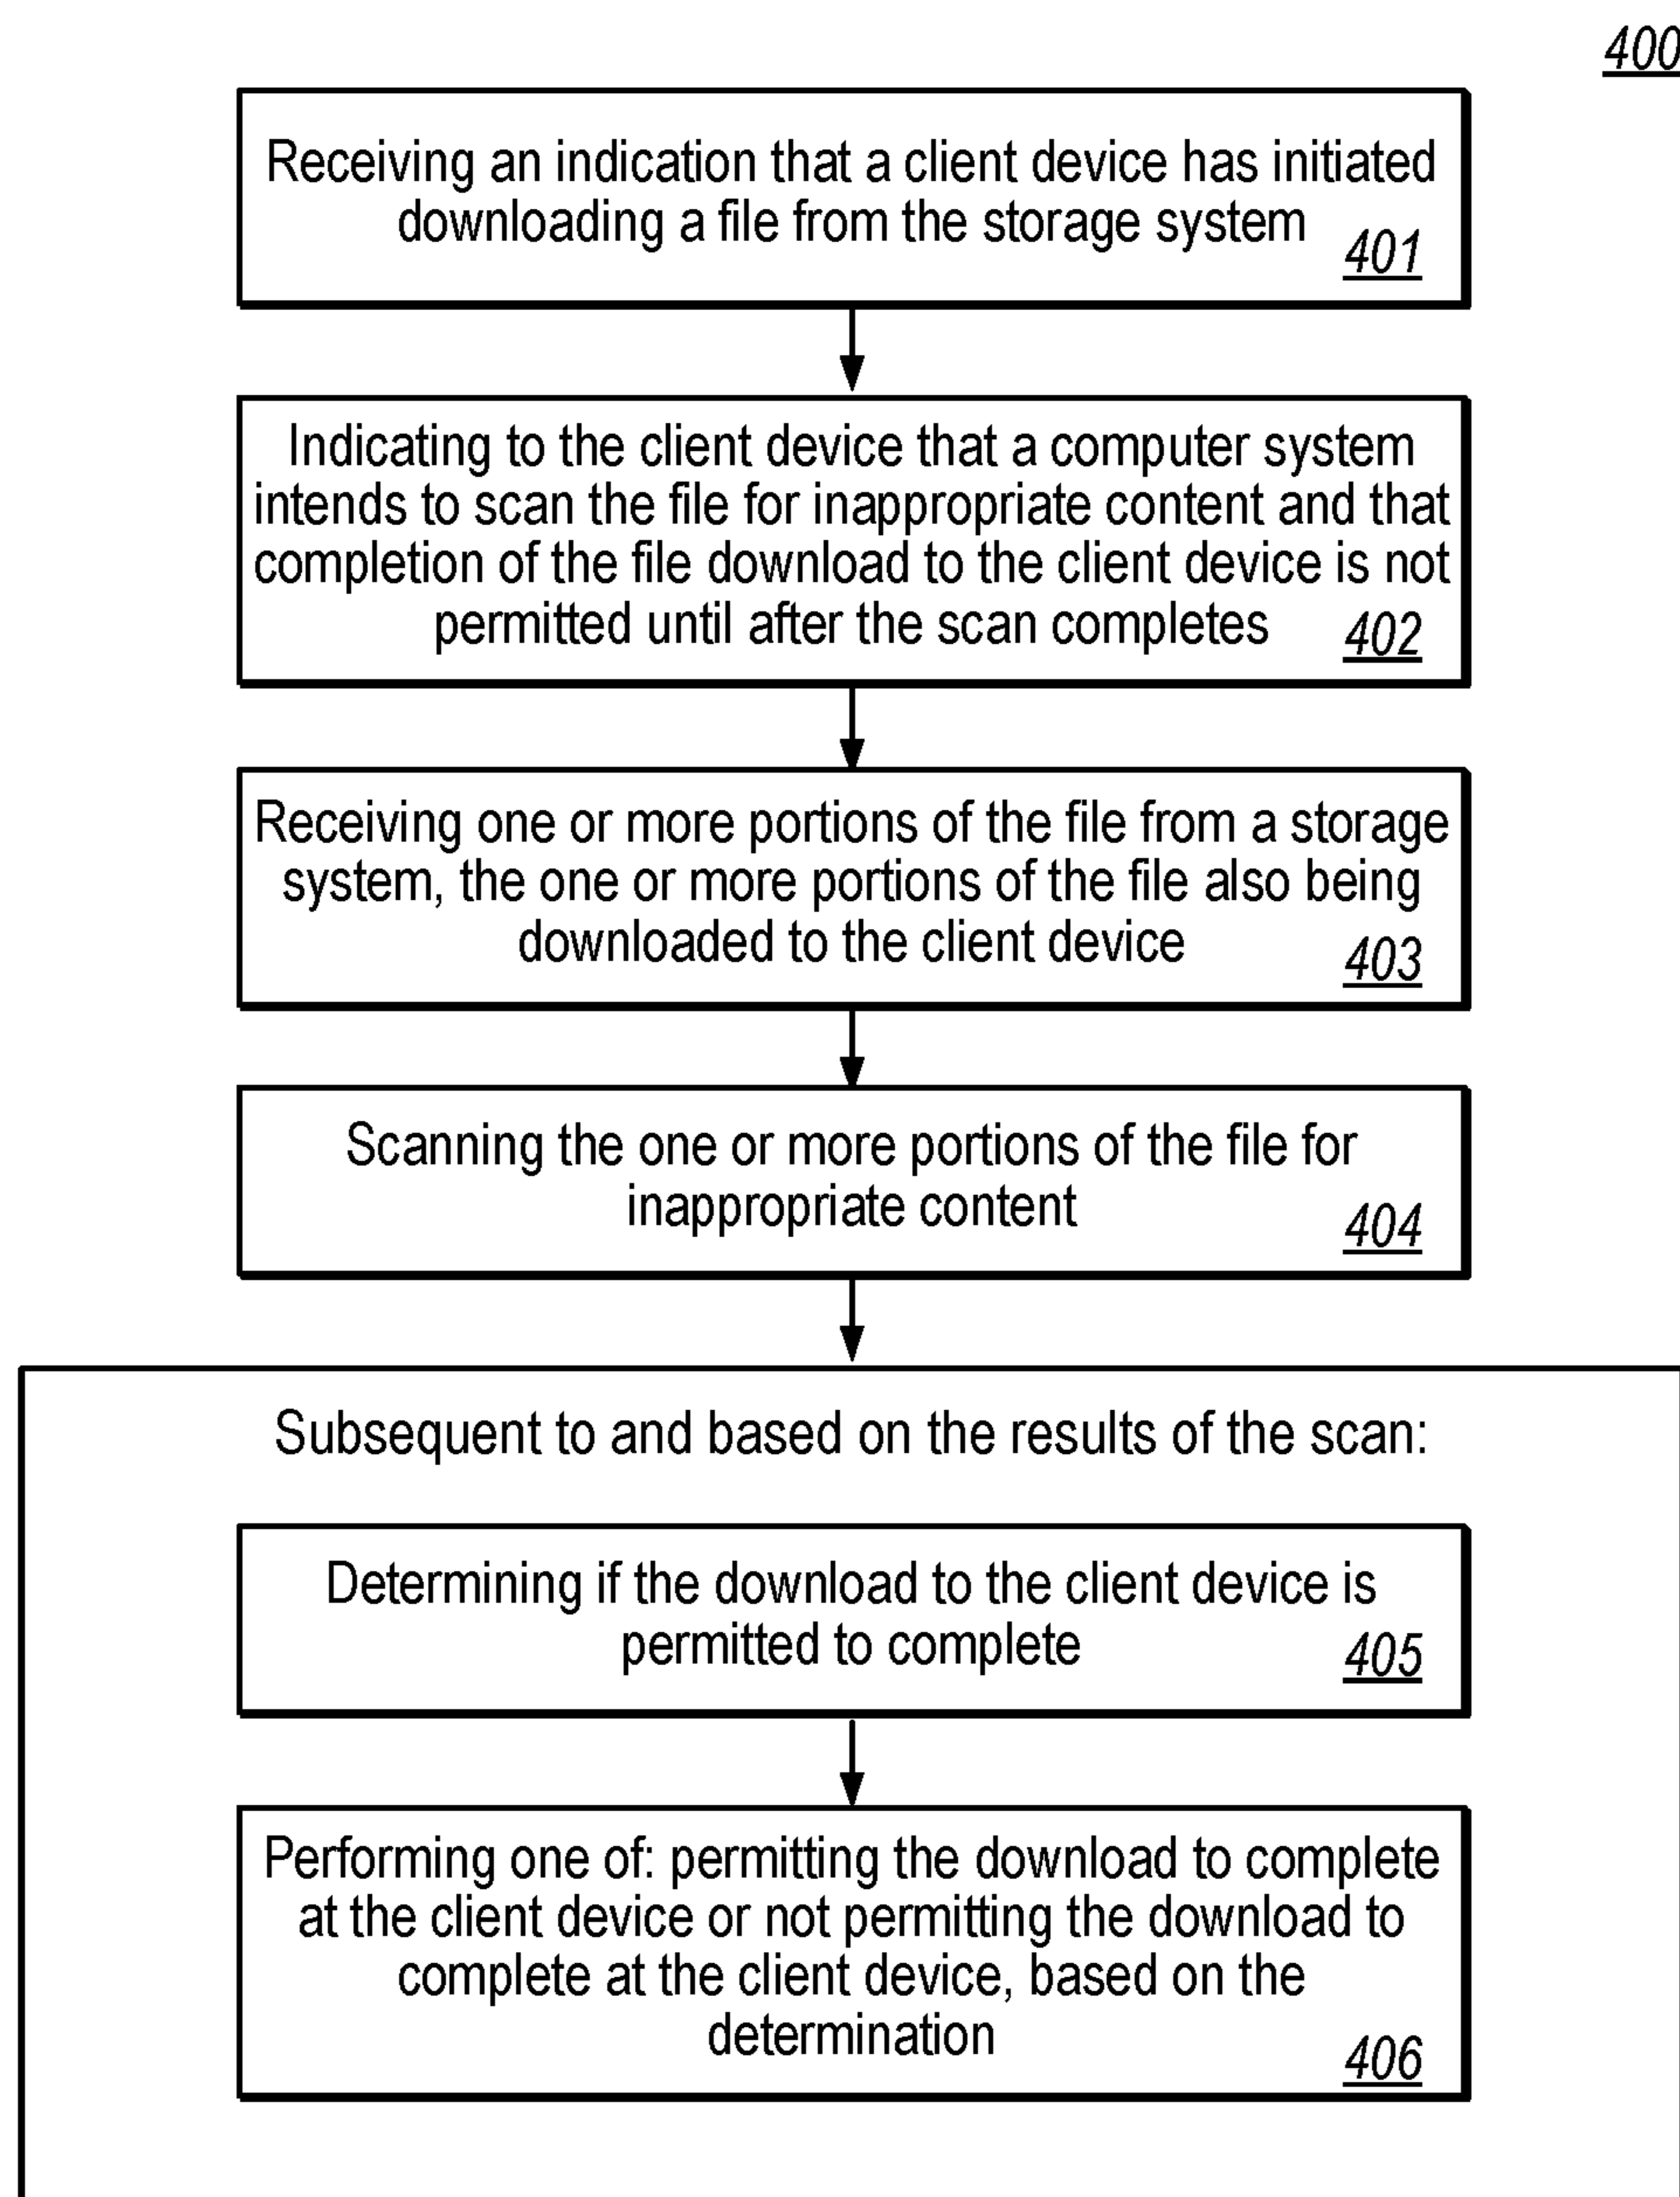 400
Receiving an indication that a client device has initiated
downloading a file from the storage system
401
Indicating to the client device that a computer system
intends to scan the file for inappropriate content and that
completion of the file download to the client device is not
permitted until after the scan completes
402
Receiving one or more portions of the file from a storage
system, the one or more portions of the file also being
downloaded to the client device
403
Scanning the one or more portions of the file for
inappropriate content
404
Subsequent to and based on the results of the scan:
Determining if the download to the client device is
permitted to complete
405
Performing one of: permitting the download to complete
at the client device or not permitting the download to
complete at the client device, based on the
determination
406